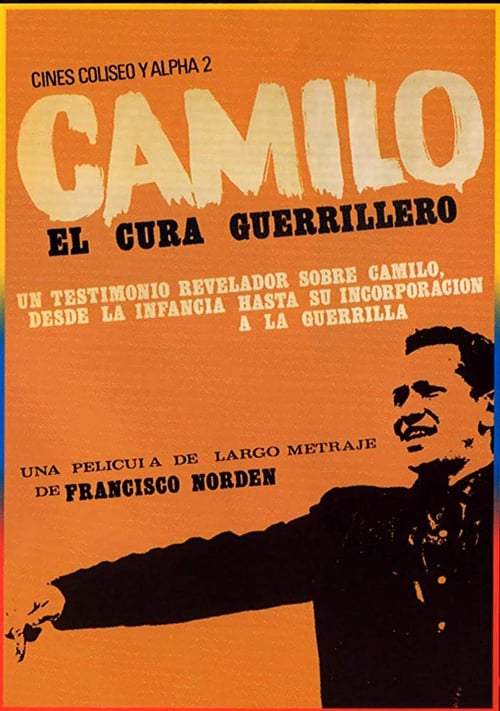 CINES COLISEO Y ALPHA 2
CAMILO
EL CURA GUERRILLERO
UN TESTIMONIO REVELADOR SOBRE CAMILO,
DESDE LA INFANCIA HASTA SU INCORPORACION
A LA GUERRILLA
UNA PELICUIA DE LARGO METRAJE
DE FRANCISCO NORDEN